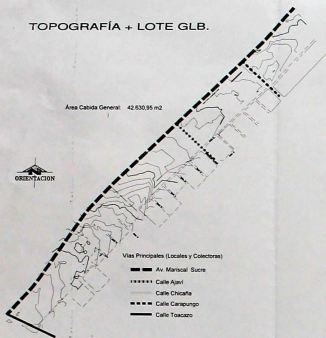 TOPOGRAFÍA + LOTE GLB.
Área Cabida General: 42.630,95 m2
ORIENTACION
Vías Principales (Locales y Colectoras)
Av. Mariscal Sucre
Calle Ajaví
Calle Chicaña
Calle Carapungo
Calle Toacazo